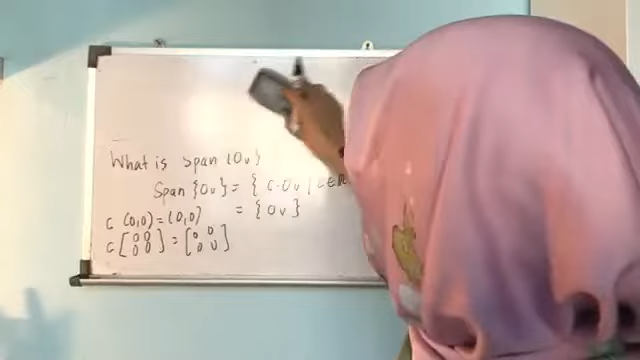 What is span {0v}
Span {0v} = { c·0v | c∈R
= {0v}
c (0,0) = (0,0)
c [0 0
0 0] = [0 0
0 0]